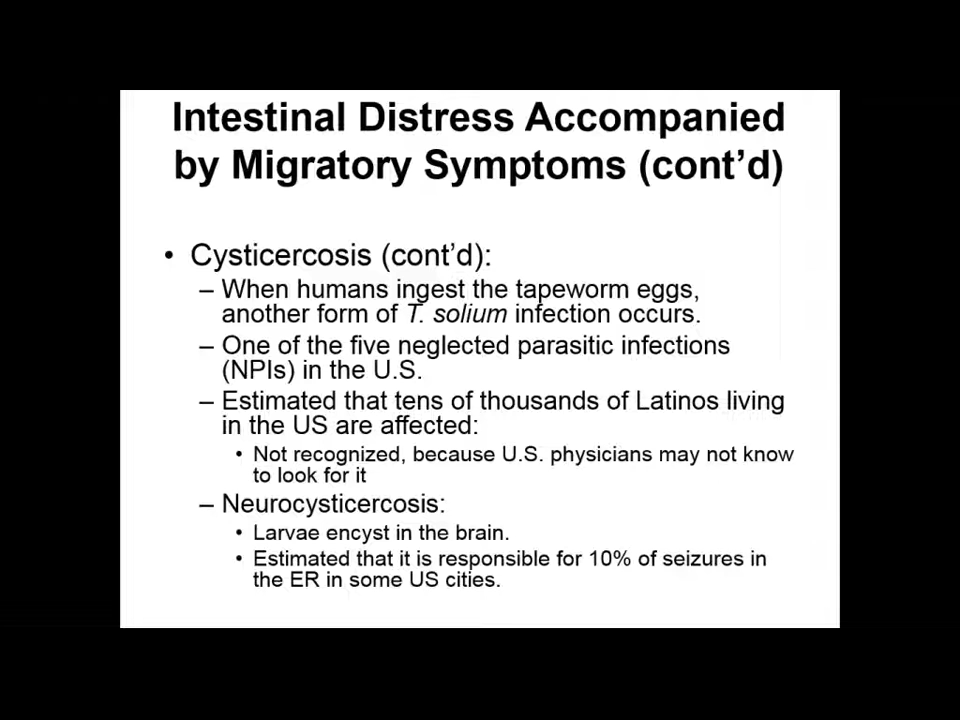 Intestinal Distress Accompanied
by Migratory Symptoms (cont’d)
• Cysticercosis (cont’d):
– When humans ingest the tapeworm eggs,
another form of T. solium infection occurs.
– One of the five neglected parasitic infections
(NPIs) in the U.S.
– Estimated that tens of thousands of Latinos living
in the US are affected:
• Not recognized, because U.S. physicians may not know
to look for it
– Neurocysticercosis:
• Larvae encyst in the brain.
• Estimated that it is responsible for 10% of seizures in
the ER in some US cities.